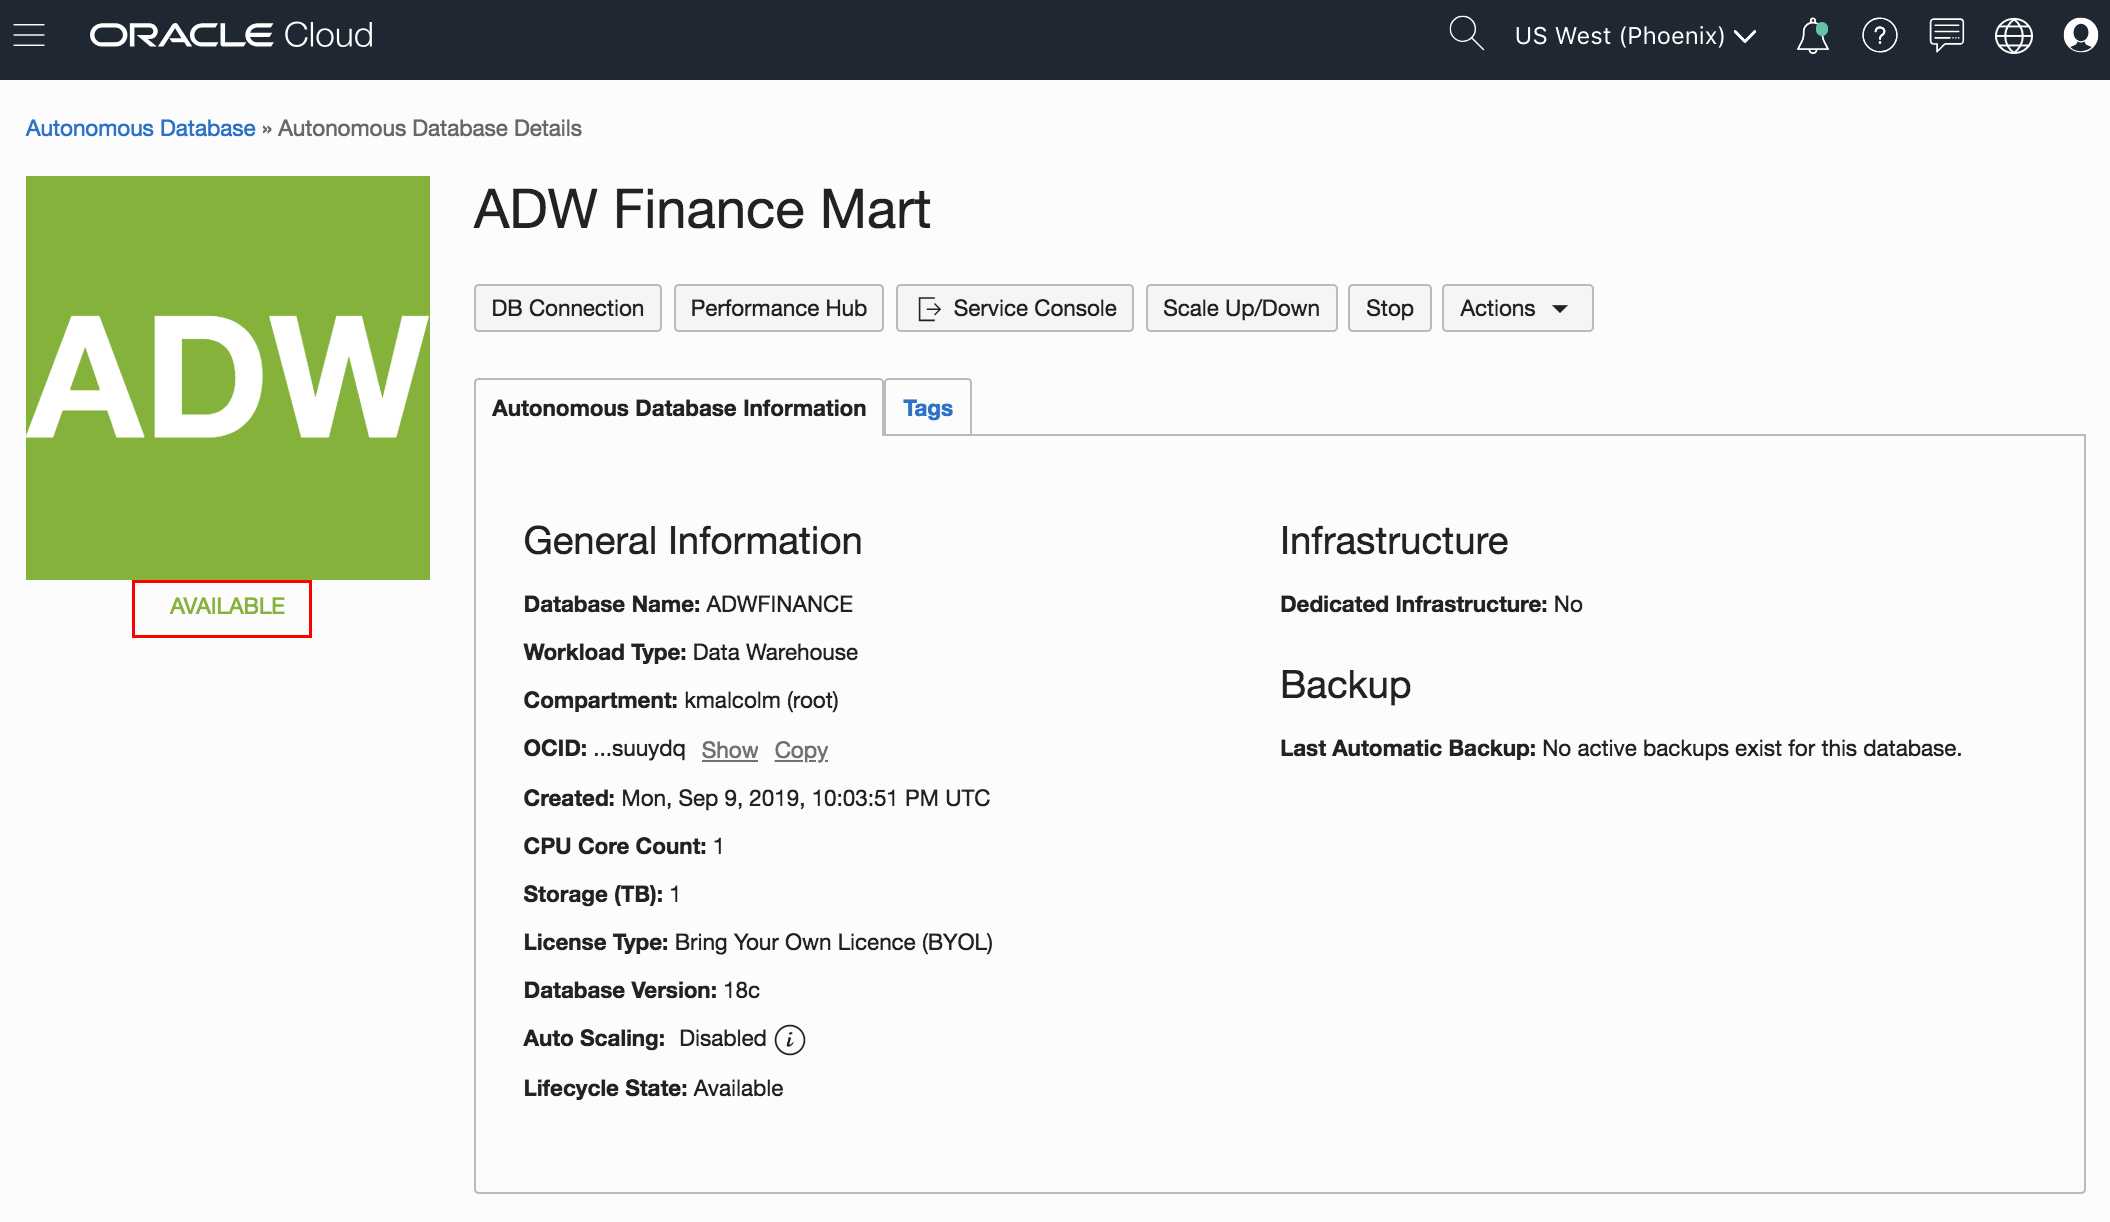 ORACLE Cloud
US West (Phoenix)
Autonomous Database » Autonomous Database Details
ADW
AVAILABLE
ADW Finance Mart
DB Connection
Performance Hub
Service Console
Scale Up/Down
Stop
Actions
Autonomous Database Information
Tags
General Information
Database Name: ADWFINANCE
Workload Type: Data Warehouse
Compartment: kmalcolm (root)
OCID: ...suuydq Show Copy
Created: Mon, Sep 9, 2019, 10:03:51 PM UTC
CPU Core Count: 1
Storage (TB): 1
License Type: Bring Your Own Licence (BYOL)
Database Version: 18c
Auto Scaling: Disabled
Lifecycle State: Available
Infrastructure
Dedicated Infrastructure: No
Backup
Last Automatic Backup: No active backups exist for this database.